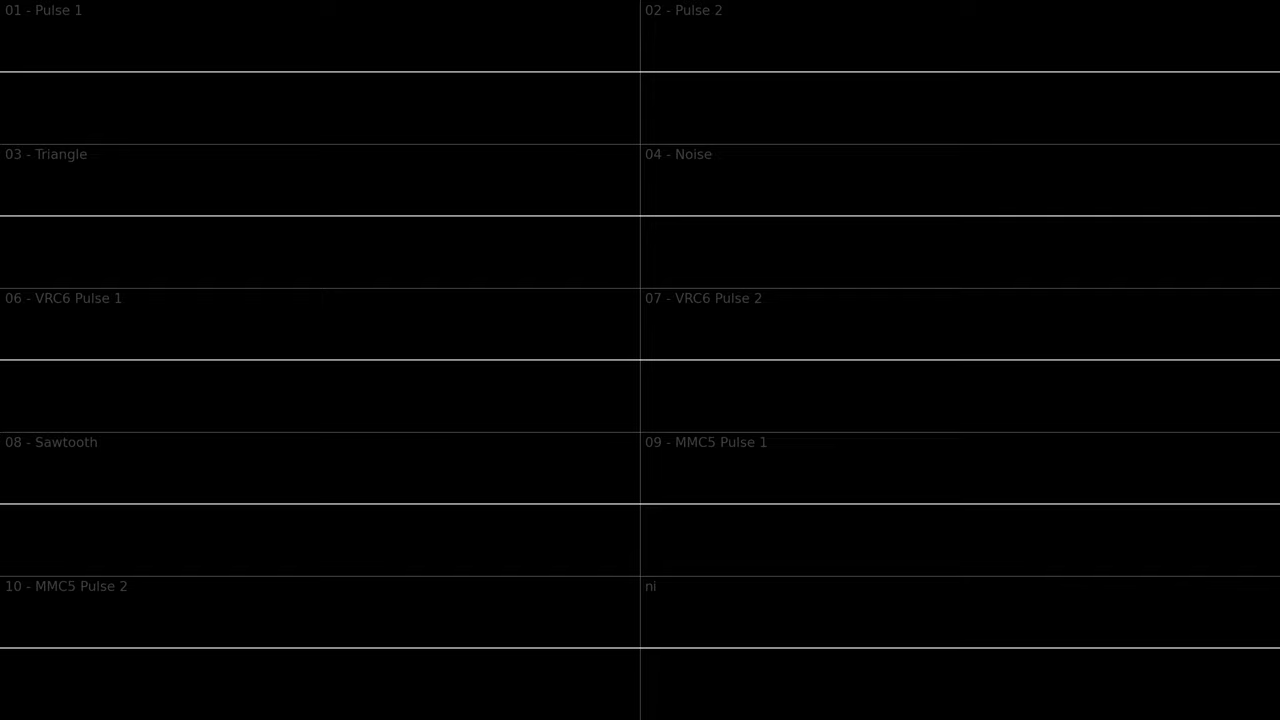 01 - Pulse 1
02 - Pulse 2
03 - Triangle
04 - Noise
06 - VRC6 Pulse 1
07 - VRC6 Pulse 2
08 - Sawtooth
09 - MMC5 Pulse 1
10 - MMC5 Pulse 2
ni